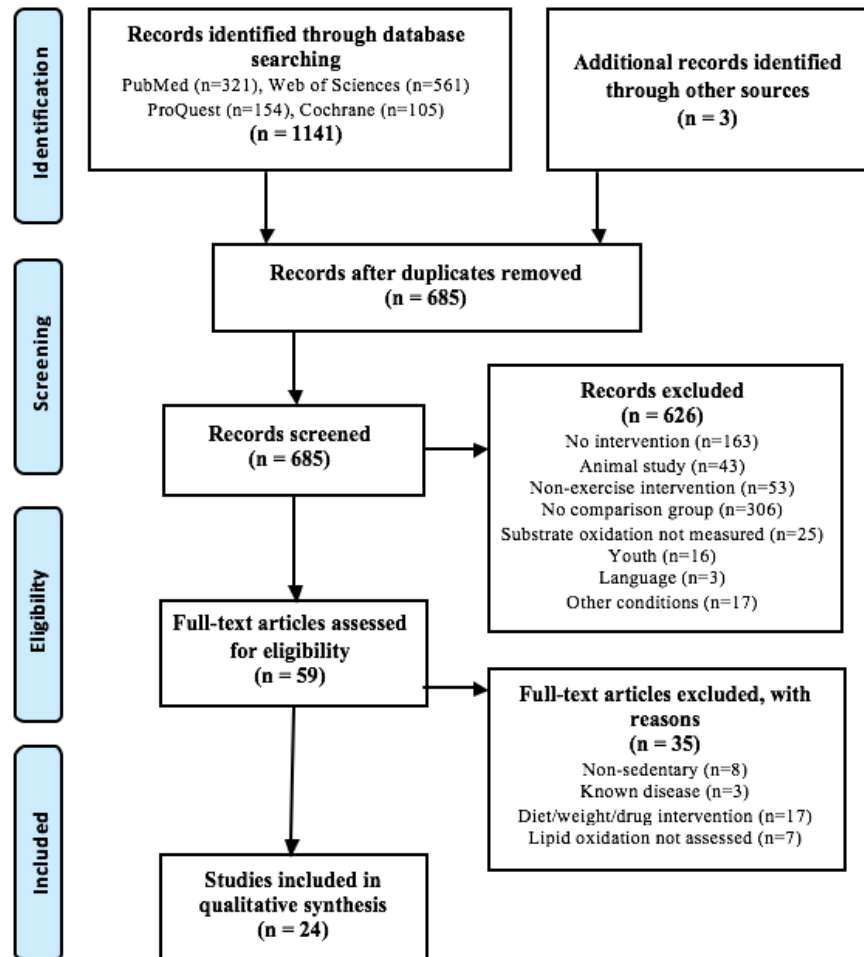 Identification
Records identified through database
searching
PubMed (n=321), Web of Sciences (n=561)
ProQuest (n=154), Cochrane (n=105)
(n = 1141)
Additional records identified
through other sources
(n = 3)
Screening
Records after duplicates removed
(n = 685)
Records screened
(n = 685)
Records excluded
(n = 626)
No intervention (n=163)
Animal study (n=43)
Non-exercise intervention (n=53)
No comparison group (n=306)
Substrate oxidation not measured (n=25)
Youth (n=16)
Language (n=3)
Other conditions (n=17)
Eligibility
Full-text articles assessed
for eligibility
(n = 59)
Full-text articles excluded, with
reasons
(n = 35)
Non-sedentary (n=8)
Known disease (n=3)
Diet/weight/drug intervention (n=17)
Lipid oxidation not assessed (n=7)
Included
Studies included in
qualitative synthesis
(n = 24)